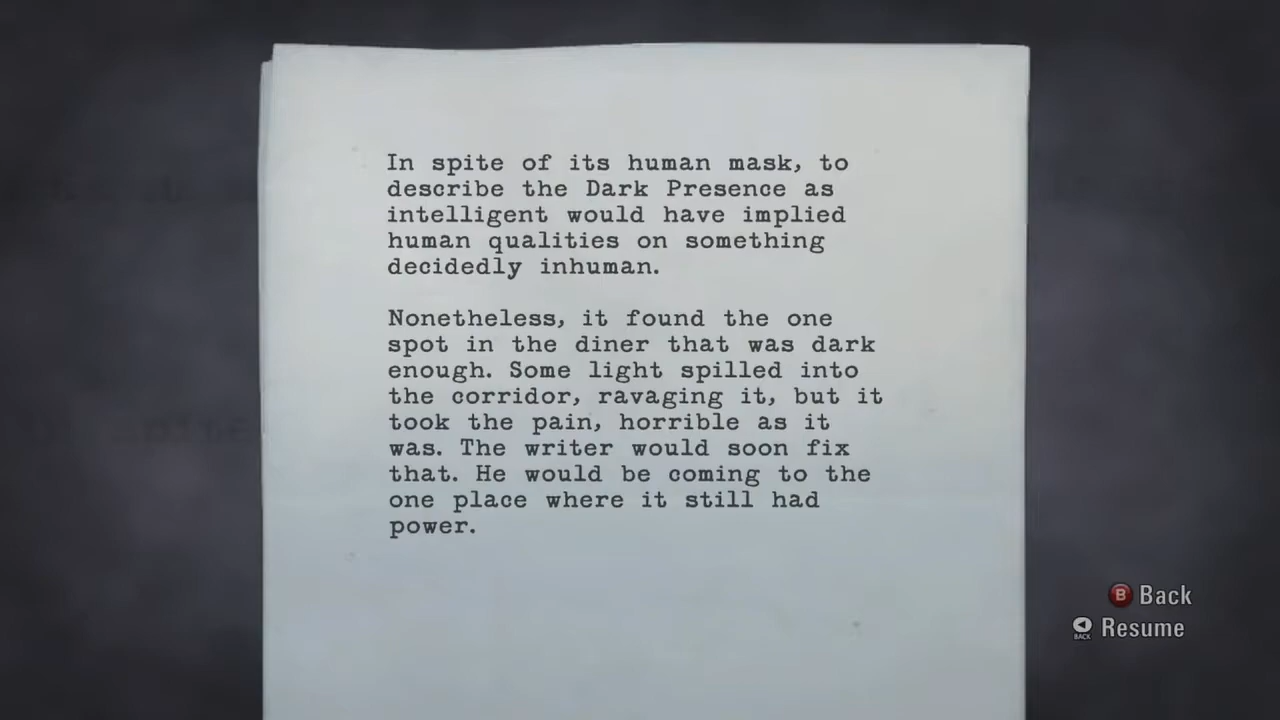 In spite of its human mask, to
describe the Dark Presence as
intelligent would have implied
human qualities on something
decidedly inhuman.
Nonetheless, it found the one
spot in the diner that was dark
enough. Some light spilled into
the corridor, ravaging it, but it
took the pain, horrible as it
was. The writer would soon fix
that. He would be coming to the
one place where it still had
power.
B Back
BACK Resume